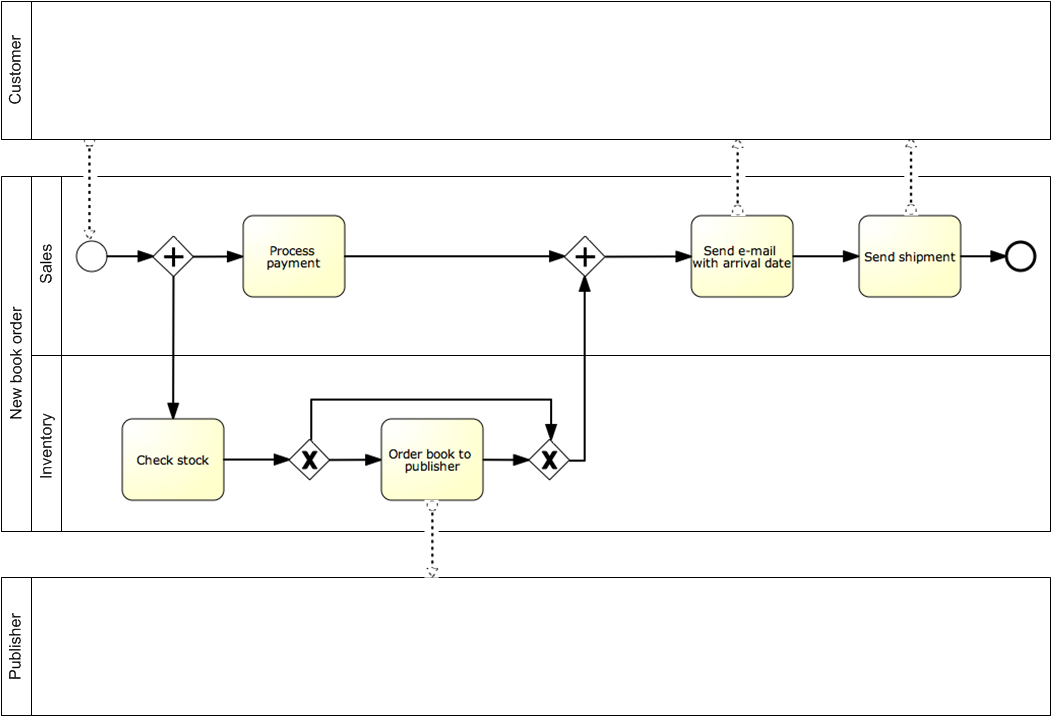 Customer
New book order
Sales
Process
payment
Send e-mail
with arrival date
Send shipment
Inventory
Check stock
X
Order book to
publisher
X
Publisher